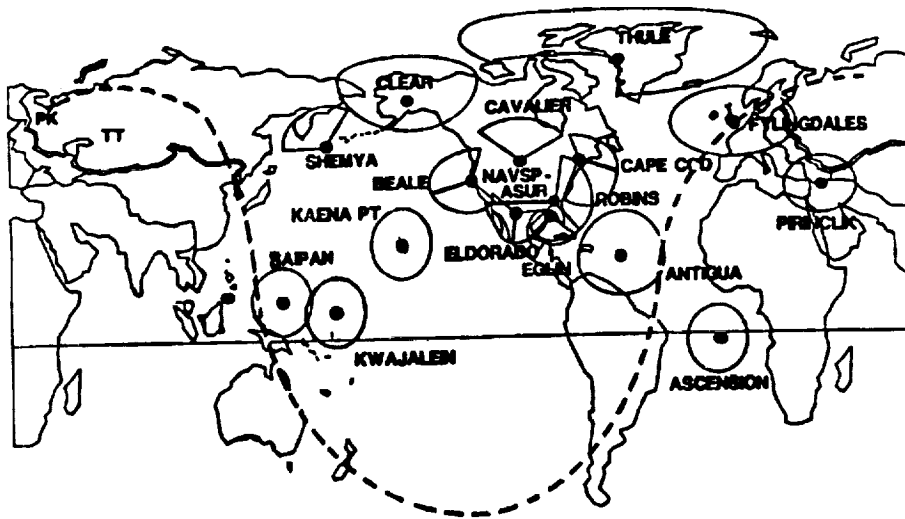 THULE
CLEAR
CAVALIER
PK
FYLINGDALES
TT
SHEMYA
CAPE COD
BEALE
NAVSP-
ASUR
ROBINS
KAENA PT
PIRINCLIK
ELDORADO
SAIPAN
EGLIN
ANTIGUA
KWAJALEIN
ASCENSION